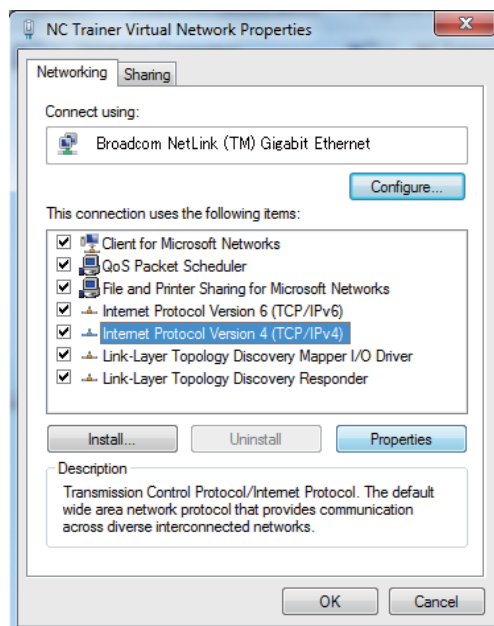 NC Trainer Virtual Network Properties
Networking
Sharing
Connect using:
Broadcom NetLink (TM) Gigabit Ethernet
Configure...
This connection uses the following items:
Client for Microsoft Networks
QoS Packet Scheduler
File and Printer Sharing for Microsoft Networks
Internet Protocol Version 6 (TCP/IPv6)
Internet Protocol Version 4 (TCP/IPv4)
Link-Layer Topology Discovery Mapper I/O Driver
Link-Layer Topology Discovery Responder
Install...
Uninstall
Properties
Description
Transmission Control Protocol/Internet Protocol. The default
wide area network protocol that provides communication
across diverse interconnected networks.
OK
Cancel